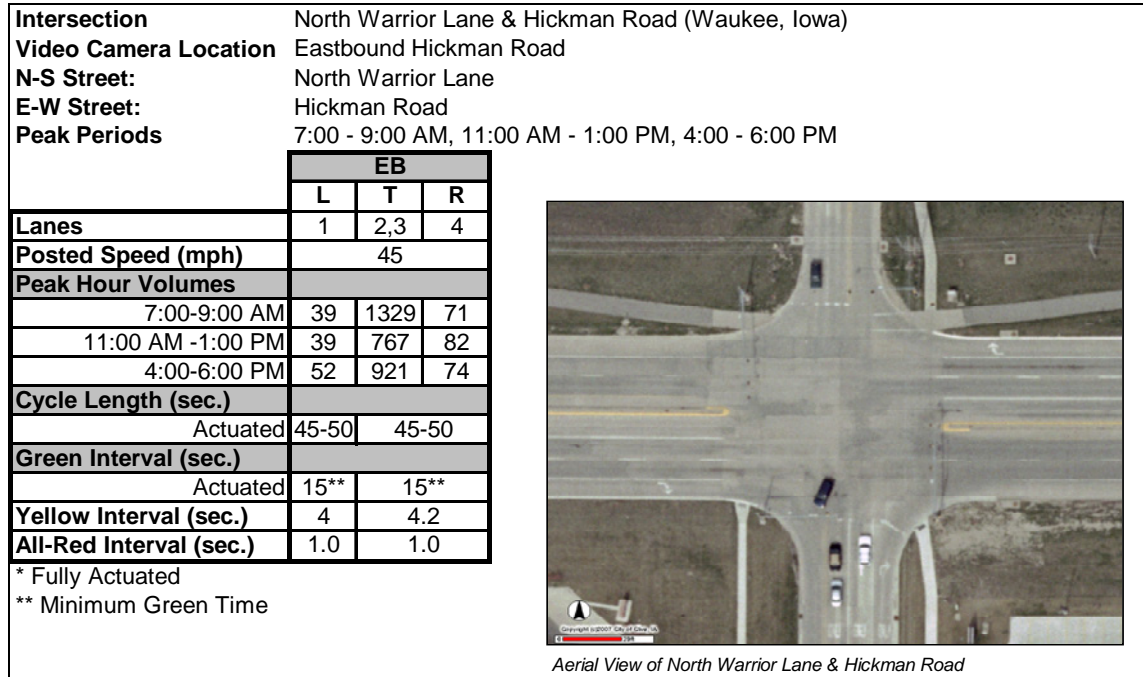 Intersection North Warrior Lane & Hickman Road (Waukee, Iowa)
Video Camera Location Eastbound Hickman Road
N-S Street: North Warrior Lane
E-W Street: Hickman Road
Peak Periods 7:00 - 9:00 AM, 11:00 AM - 1:00 PM, 4:00 - 6:00 PM
EB
L T R
Lanes 1 2,3 4
Posted Speed (mph) 45
Peak Hour Volumes
7:00-9:00 AM 39 1329 71
11:00 AM -1:00 PM 39 767 82
4:00-6:00 PM 52 921 74
Cycle Length (sec.)
Actuated 45-50 45-50
Green Interval (sec.)
Actuated 15** 15**
Yellow Interval (sec.) 4 4.2
All-Red Interval (sec.) 1.0 1.0
* Fully Actuated
** Minimum Green Time
Aerial View of North Warrior Lane & Hickman Road